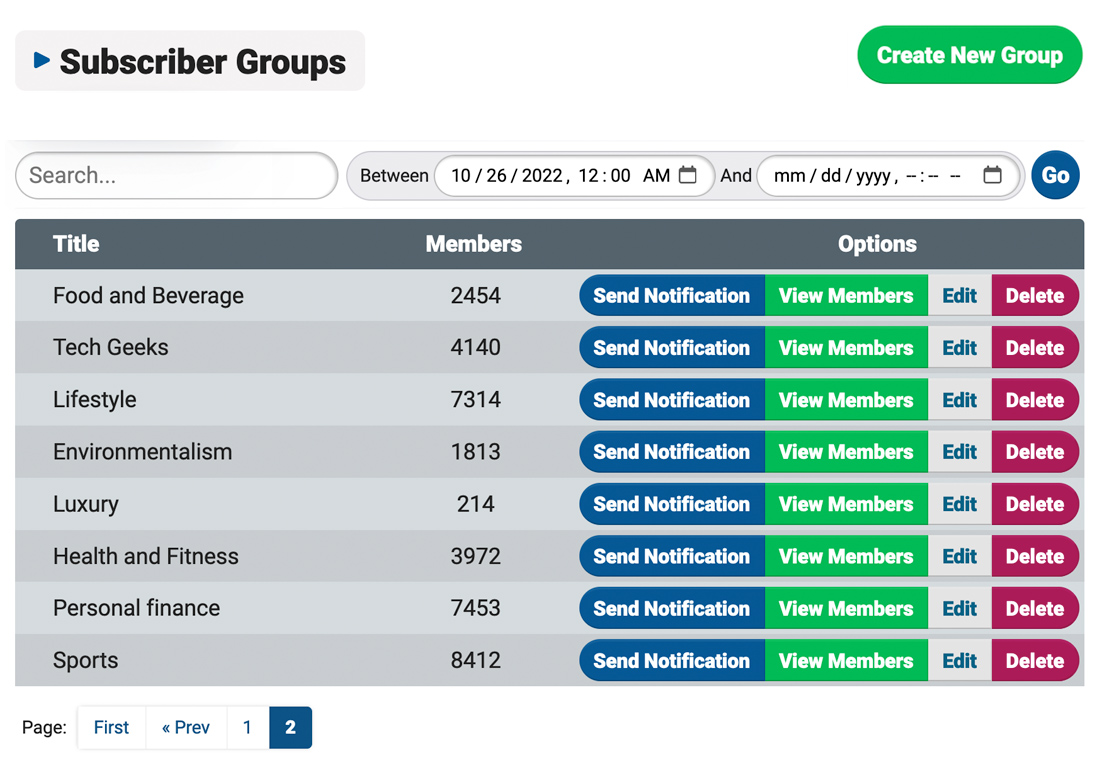 Subscriber Groups
Create New Group
Search... Between 10/26/2022, 12:00 AM And mm/dd/yyyy, --:-- -- Go
Title Members Options
Food and Beverage 2454 Send Notification View Members Edit Delete
Tech Geeks 4140 Send Notification View Members Edit Delete
Lifestyle 7314 Send Notification View Members Edit Delete
Environmentalism 1813 Send Notification View Members Edit Delete
Luxury 214 Send Notification View Members Edit Delete
Health and Fitness 3972 Send Notification View Members Edit Delete
Personal finance 7453 Send Notification View Members Edit Delete
Sports 8412 Send Notification View Members Edit Delete
Page: First « Prev 1 2